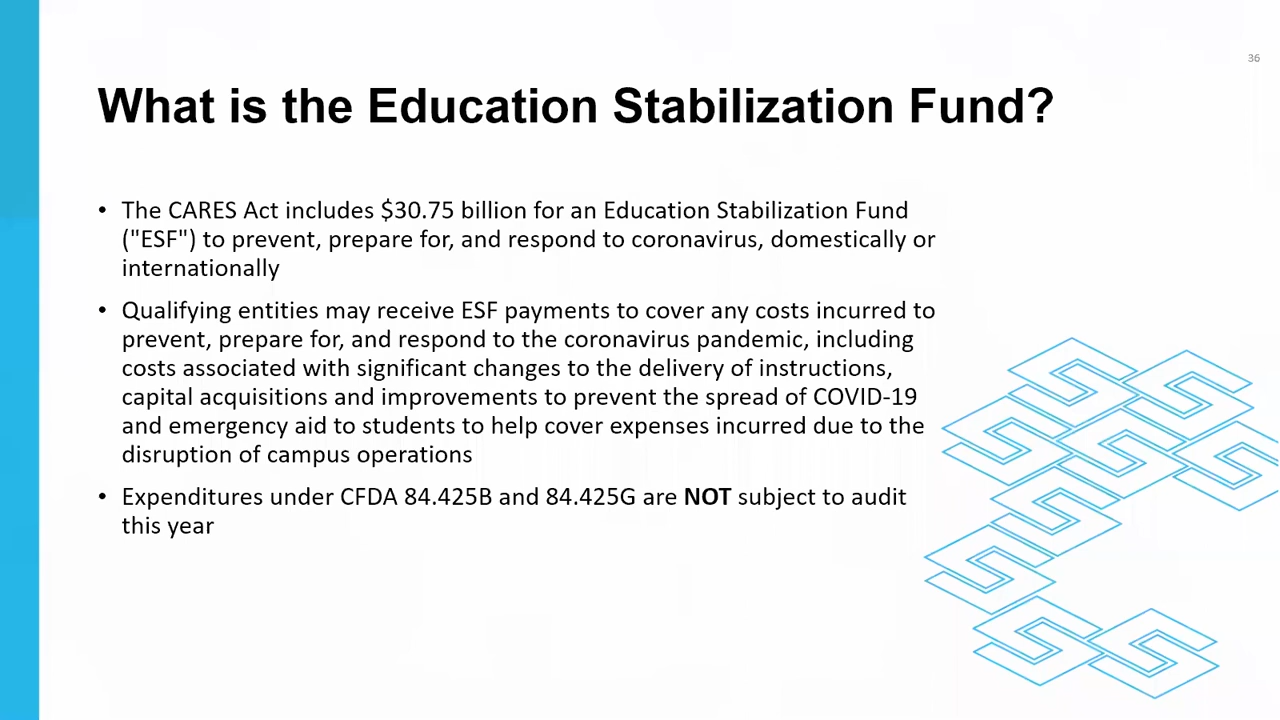 36
What is the Education Stabilization Fund?
• The CARES Act includes $30.75 billion for an Education Stabilization Fund
("ESF") to prevent, prepare for, and respond to coronavirus, domestically or
internationally
• Qualifying entities may receive ESF payments to cover any costs incurred to
prevent, prepare for, and respond to the coronavirus pandemic, including
costs associated with significant changes to the delivery of instructions,
capital acquisitions and improvements to prevent the spread of COVID-19
and emergency aid to students to help cover expenses incurred due to the
disruption of campus operations
• Expenditures under CFDA 84.425B and 84.425G are NOT subject to audit
this year